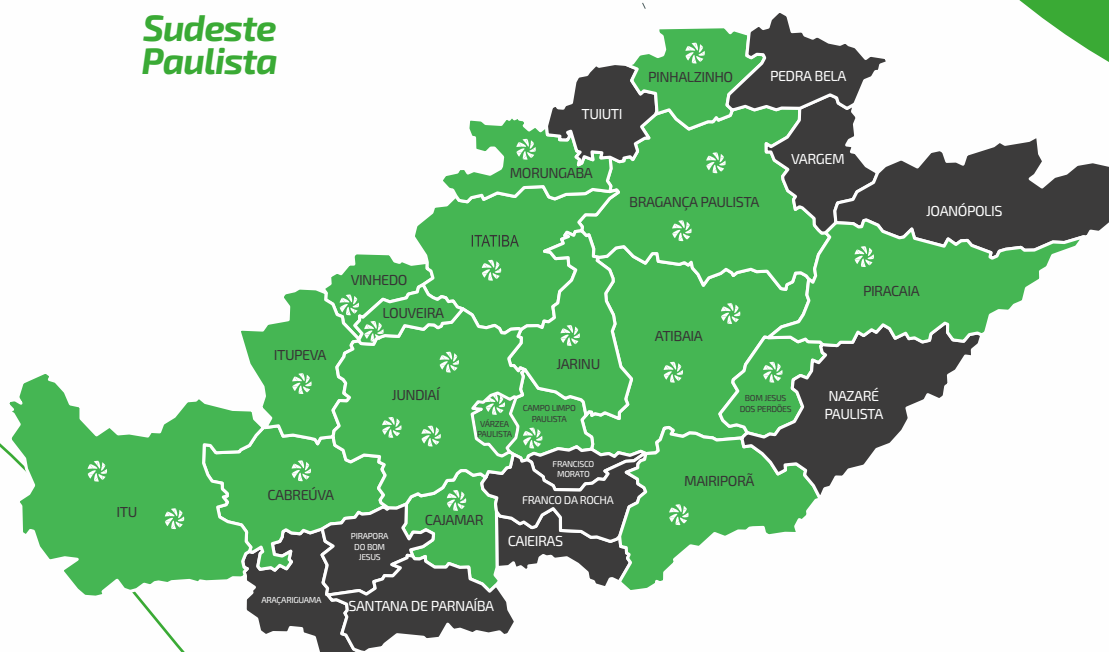 Sudeste
Paulista
PINHALZINHO
PEDRA BELA
TUIUTI
MORUNGABA
VARGEM
BRAGANÇA PAULISTA
JOANÓPOLIS
ITATIBA
VINHEDO
PIRACAIA
LOUVEIRA
ITUPEVA
JARINU
ATIBAIA
JUNDIAÍ
BOM JESUS
DOS PERDÕES
NAZARÉ
PAULISTA
CAMPO LIMPO
PAULISTA
VÁRZEA
PAULISTA
FRANCISCO
MORATO
MAIRIPORÃ
CABREÚVA
FRANCO DA ROCHA
ITU
CAJAMAR
PIRAPORA
DO BOM
JESUS
CAIEIRAS
ARAÇARIGUAMA
SANTANA DE PARNAÍBA